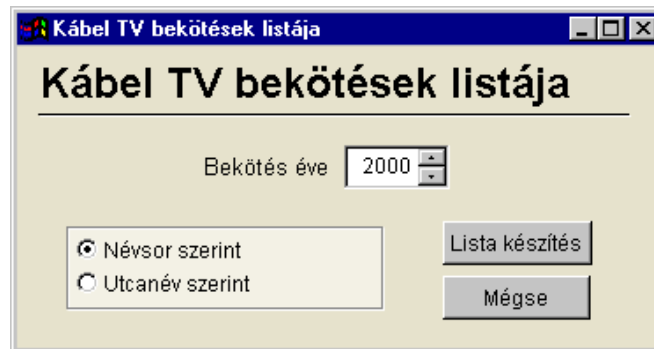 Kábel TV bekötések listája
Kábel TV bekötések listája
Bekötés éve 2000
Névsor szerint
Utcanév szerint
Lista készítés
Mégse